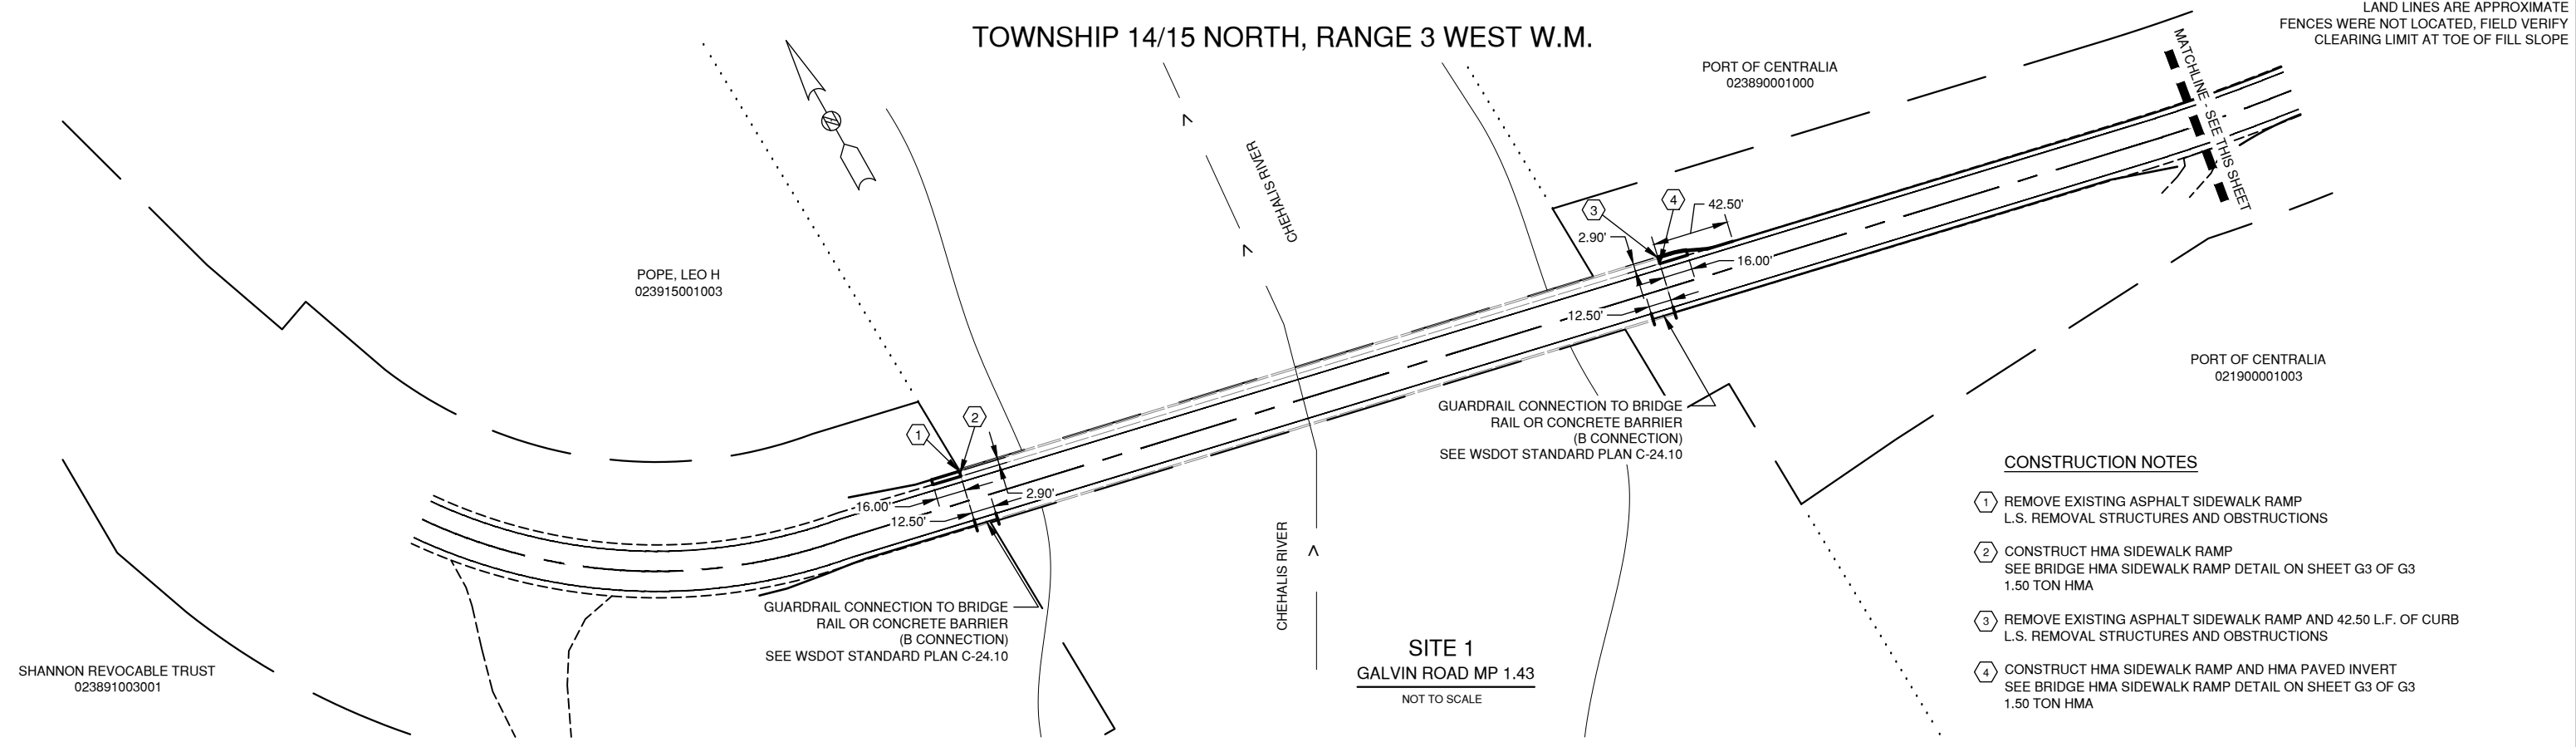 TOWNSHIP 14/15 NORTH, RANGE 3 WEST W.M.
LAND LINES ARE APPROXIMATE
FENCES WERE NOT LOCATED, FIELD VERIFY
CLEARING LIMIT AT TOE OF FILL SLOPE
MATCHLINE - SEE THIS SHEET
PORT OF CENTRALIA
023890001000
N
CHEHALIS RIVER
POPE, LEO H
023915001003
3
4
42.50'
2.90'
16.00'
12.50'
PORT OF CENTRALIA
021900001003
GUARDRAIL CONNECTION TO BRIDGE
RAIL OR CONCRETE BARRIER
(B CONNECTION)
SEE WSDOT STANDARD PLAN C-24.10
1
2
16.00'
2.90'
12.50'
GUARDRAIL CONNECTION TO BRIDGE
RAIL OR CONCRETE BARRIER
(B CONNECTION)
SEE WSDOT STANDARD PLAN C-24.10
CHEHALIS RIVER
SHANNON REVOCABLE TRUST
023891003001
SITE 1
GALVIN ROAD MP 1.43
NOT TO SCALE
CONSTRUCTION NOTES
1 REMOVE EXISTING ASPHALT SIDEWALK RAMP
L.S. REMOVAL STRUCTURES AND OBSTRUCTIONS
2 CONSTRUCT HMA SIDEWALK RAMP
SEE BRIDGE HMA SIDEWALK RAMP DETAIL ON SHEET G3 OF G3
1.50 TON HMA
3 REMOVE EXISTING ASPHALT SIDEWALK RAMP AND 42.50 L.F. OF CURB
L.S. REMOVAL STRUCTURES AND OBSTRUCTIONS
4 CONSTRUCT HMA SIDEWALK RAMP AND HMA PAVED INVERT
SEE BRIDGE HMA SIDEWALK RAMP DETAIL ON SHEET G3 OF G3
1.50 TON HMA